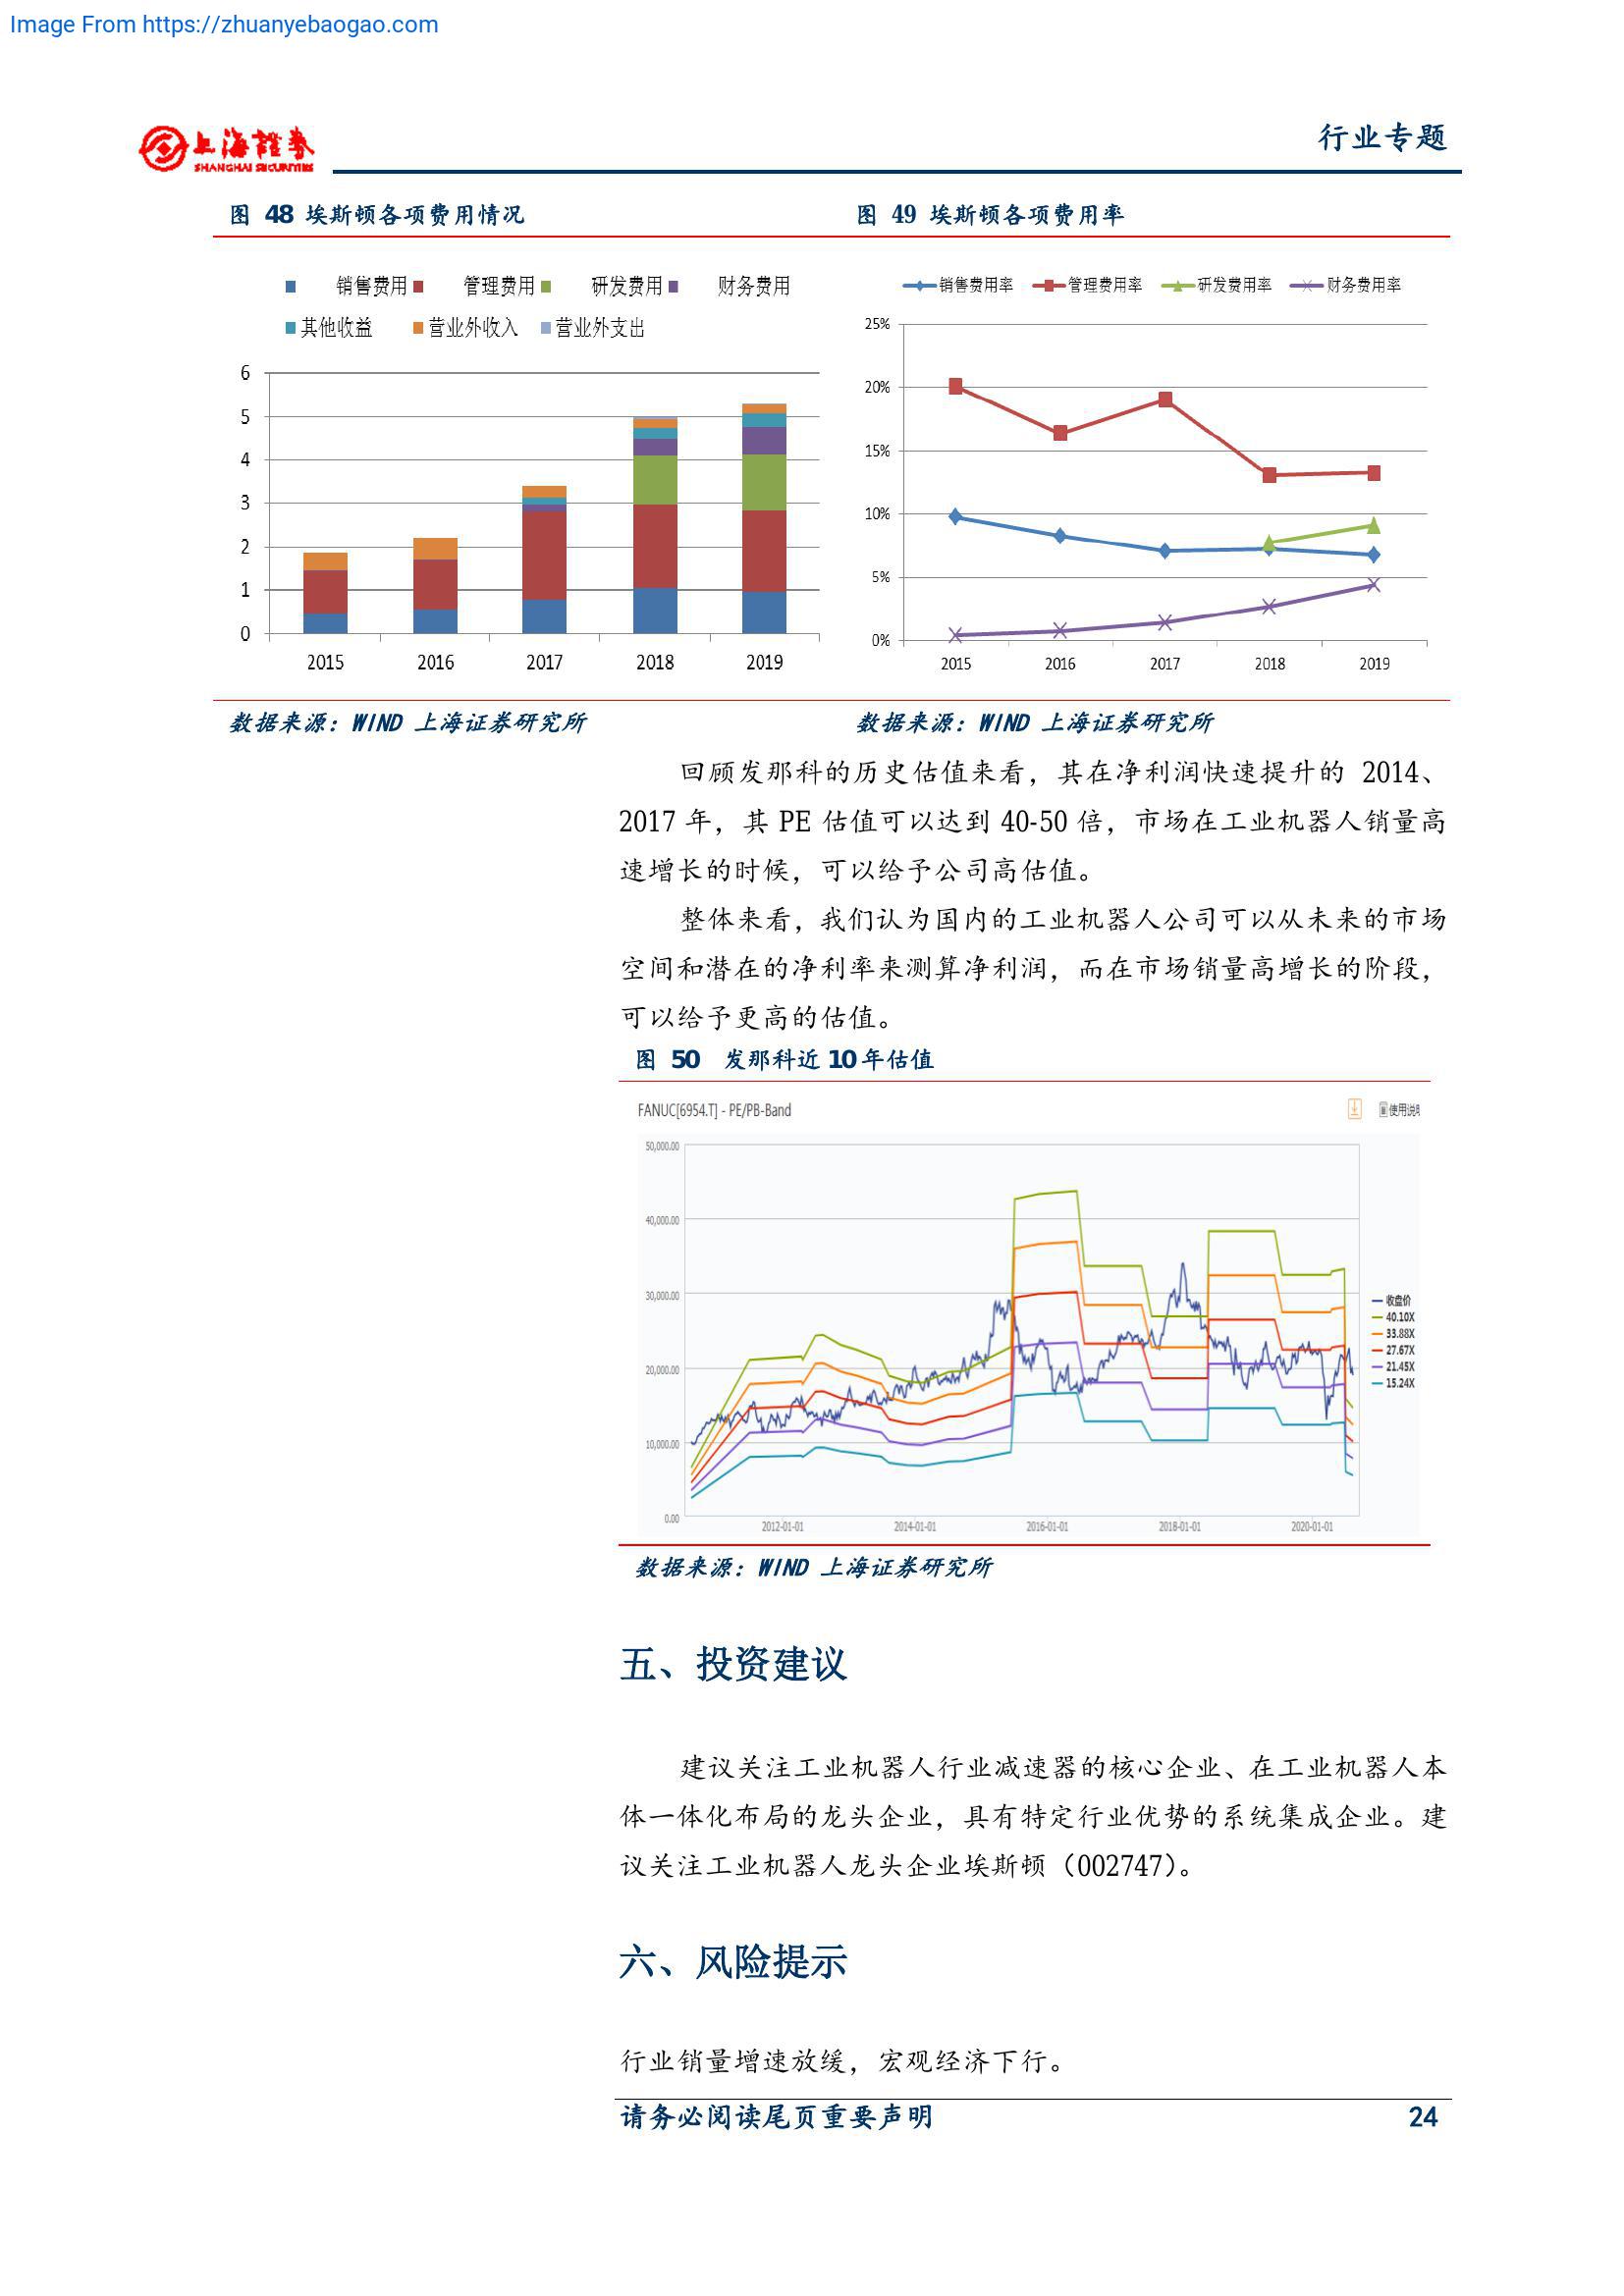 Image From https://zhuanyebaogao.com
上海證券
SHANGHAI SECURITIES
行业专题
图 48 埃斯顿各项费用情况
销售费用 管理费用 研发费用 财务费用
其他收益 营业外收入 营业外支出
6
5
4
3
2
1
0
2015 2016 2017 2018 2019
数据来源：WIND 上海证券研究所
图 49 埃斯顿各项费用率
销售费用率 管理费用率 研发费用率 财务费用率
25%
20%
15%
10%
5%
0%
2015 2016 2017 2018 2019
数据来源：WIND 上海证券研究所
回顾发那科的历史估值来看，其在净利润快速提升的 2014、
2017 年，其 PE 估值可以达到 40-50 倍，市场在工业机器人销量高
速增长的时候，可以给予公司高估值。
整体来看，我们认为国内的工业机器人公司可以从未来的市场
空间和潜在的净利率来测算净利润，而在市场销量高增长的阶段，
可以给予更高的估值。
图 50 发那科近 10 年估值
FANUC[6954.T] - PE/PB-Band
使用说明
50,000.00
40,000.00
30,000.00
20,000.00
10,000.00
0.00
2012-01-01 2014-01-01 2016-01-01 2018-01-01 2020-01-01
收盘价
40.10X
33.88X
27.67X
21.45X
15.24X
数据来源：WIND 上海证券研究所
五、投资建议
建议关注工业机器人行业减速器的核心企业、在工业机器人本
体一体化布局的龙头企业，具有特定行业优势的系统集成企业。建
议关注工业机器人龙头企业埃斯顿（002747）。
六、风险提示
行业销量增速放缓，宏观经济下行。
请务必阅读尾页重要声明 24